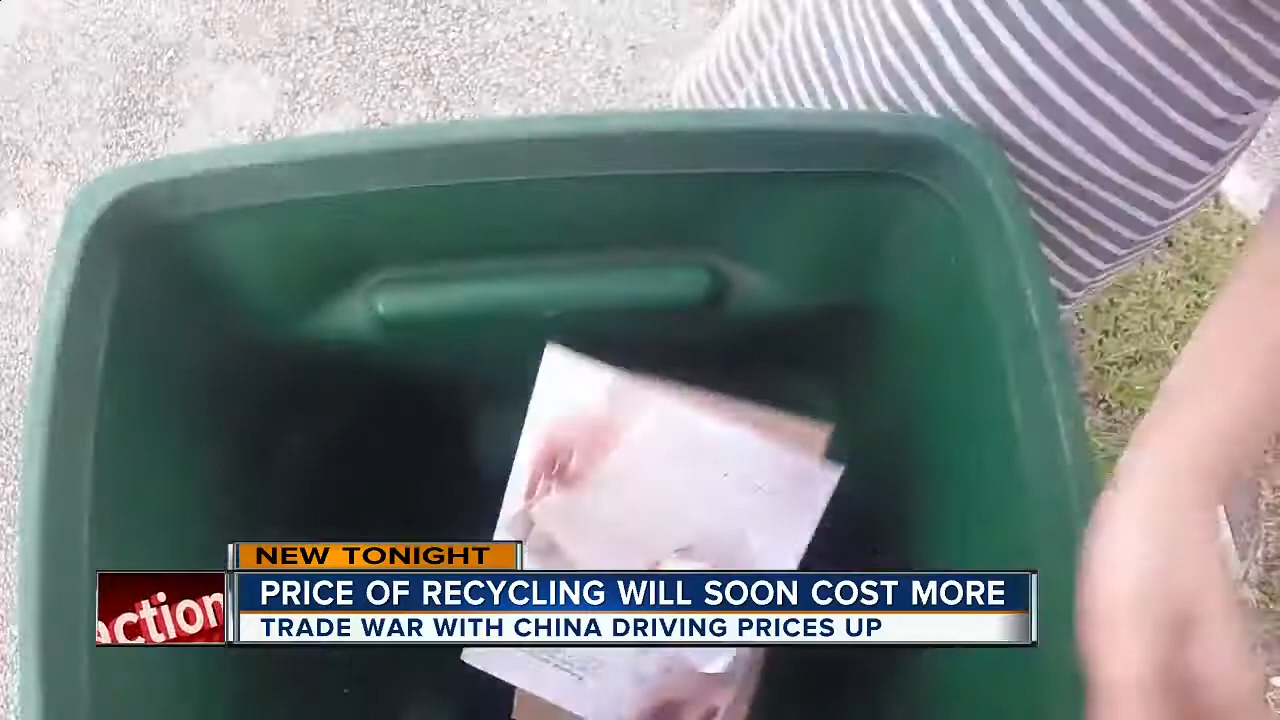 NEW TONIGHT
action
PRICE OF RECYCLING WILL SOON COST MORE
TRADE WAR WITH CHINA DRIVING PRICES UP